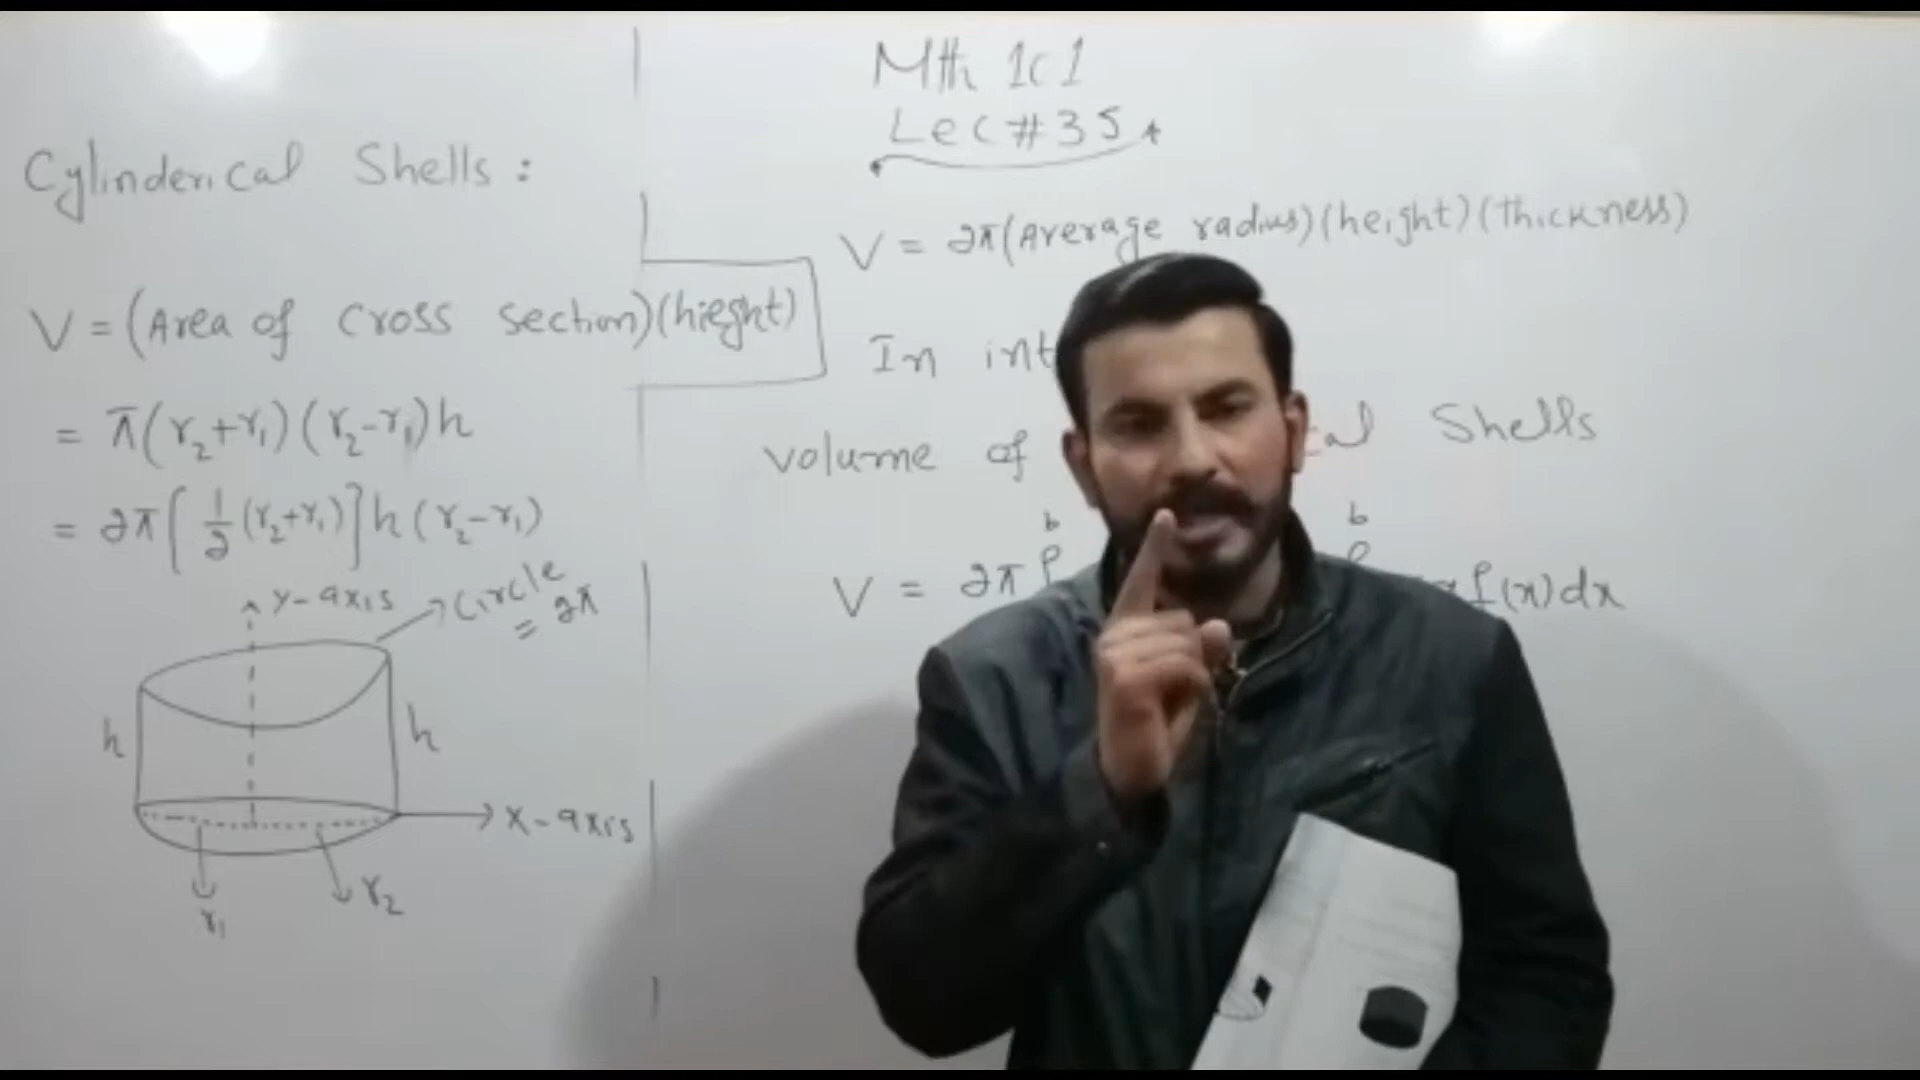 Mth 101
Lec#35
Cylinderical Shells :
V = (Area of Cross section)(hieght)
= π(r₂+r₁)(r₂-r₁)h
= 2π[½(r₂+r₁)]h(r₂-r₁)
y-axis
Circle
= 2π
h
h
x-axis
r₁
r₂
V = 2π(Average radius)(height)(thickness)
In
volume of Shells
V = 2π ∫ᵇ ∫ᵇ f(x)dx